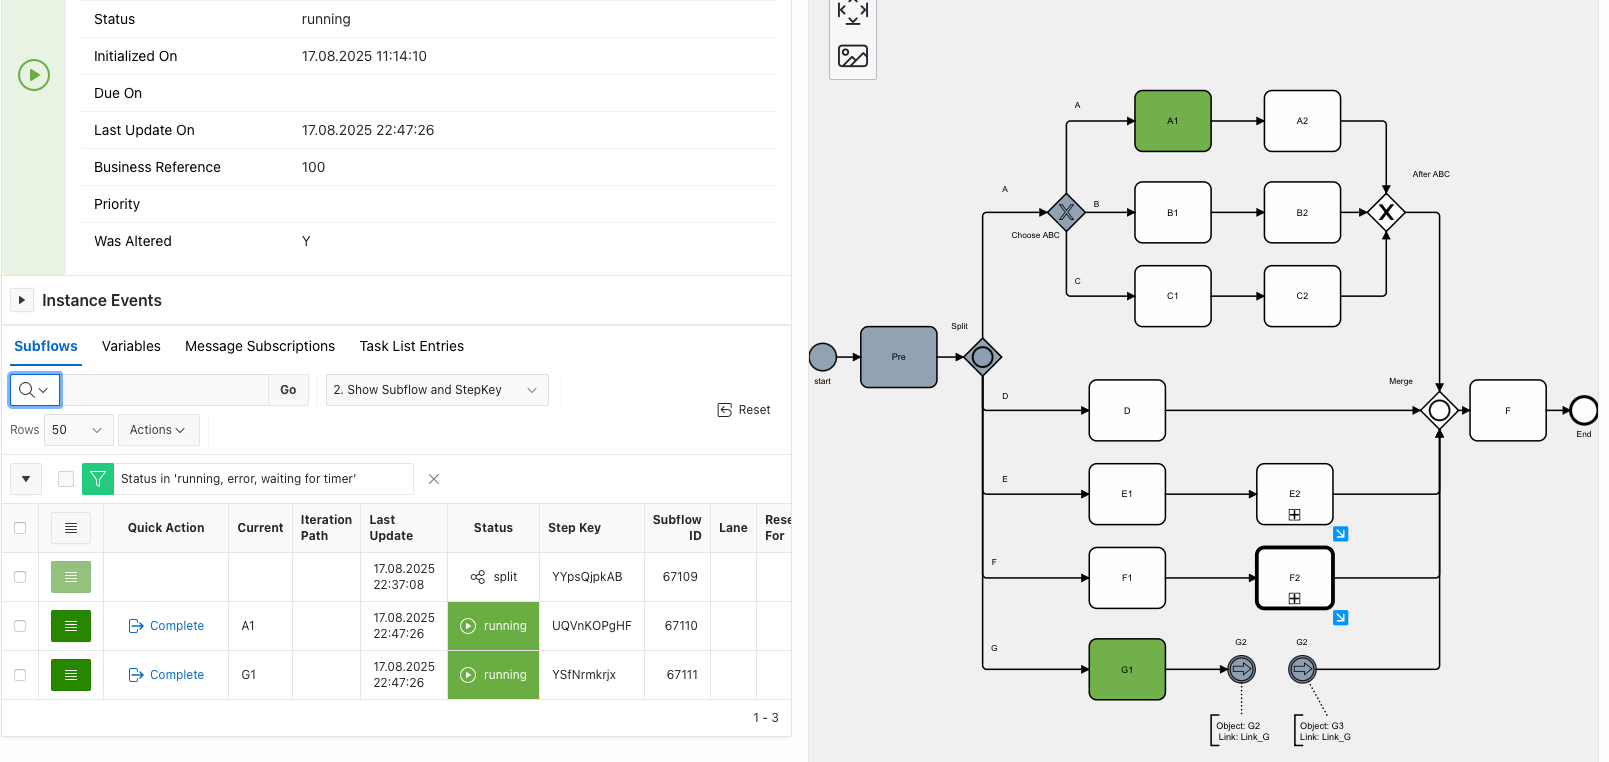 Status running
Initialized On 17.08.2025 11:14:10
Due On
Last Update On 17.08.2025 22:47:26
Business Reference 100
Priority
Was Altered Y
Instance Events
Subflows Variables Message Subscriptions Task List Entries
Go 2. Show Subflow and StepKey
Reset
Rows 50 Actions
Status in 'running, error, waiting for timer'
Quick Action Current Iteration Path Last Update Status Step Key Subflow ID Lane Rese For
17.08.2025 22:37:08 split YYpsQjpkAB 67109
Complete A1 17.08.2025 22:47:26 running UQVnKOPgHF 67110
Complete G1 17.08.2025 22:47:26 running YSfNrmkrjx 67111
1 - 3
A
A1 A2
After ABC
A
B
B1 B2
Choose ABC
C
C1 C2
Split
Pre
start
D
D
Merge
F
End
E
E1 E2
F
F1 F2
G
G1
G2 G2
Object: G2
Link: Link_G
Object: G3
Link: Link_G